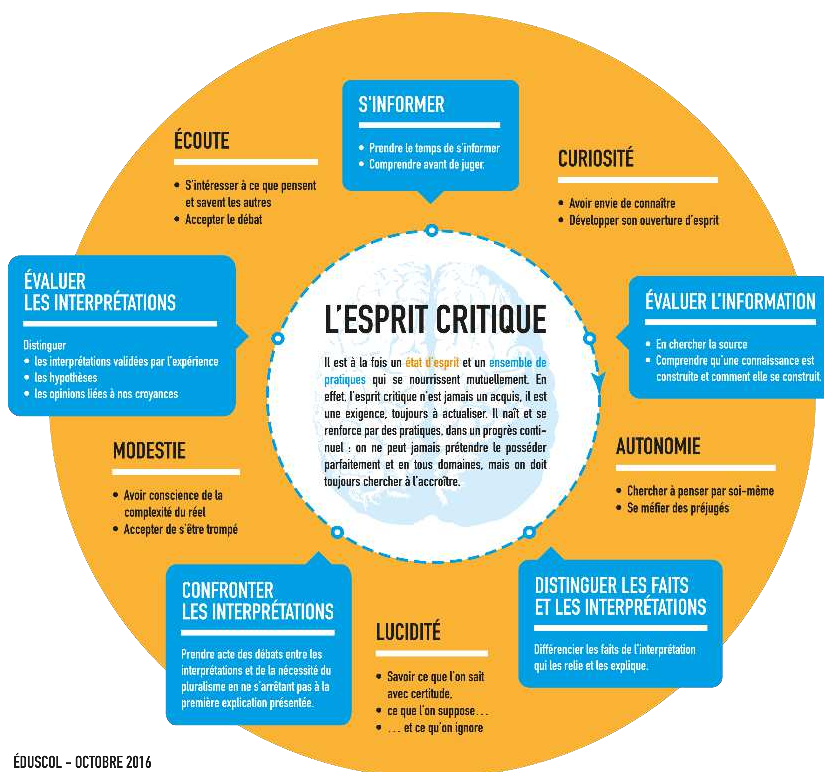 S'INFORMER
• Prendre le temps de s'informer
• Comprendre avant de juger.
CURIOSITÉ
• Avoir envie de connaître
• Développer son ouverture d'esprit
ÉVALUER L'INFORMATION
• En chercher la source
• Comprendre qu'une connaissance est
construite et comment elle se construit.
AUTONOMIE
• Chercher à penser par soi-même
• Se méfier des préjugés
DISTINGUER LES FAITS
ET LES INTERPRÉTATIONS
Différencier les faits de l'interprétation
qui les relie et les explique.
LUCIDITÉ
• Savoir ce que l'on sait
avec certitude,
• ce que l'on suppose...
• ... et ce qu'on ignore
CONFRONTER
LES INTERPRÉTATIONS
Prendre acte des débats entre les
interprétations et de la nécessité du
pluralisme en ne s'arrêtant pas à la
première explication présentée.
MODESTIE
• Avoir conscience de la
complexité du réel
• Accepter de s'être trompé
ÉVALUER
LES INTERPRÉTATIONS
Distinguer
• les interprétations validées par l'expérience
• les hypothèses
• les opinions liées à nos croyances
ÉCOUTE
• S'intéresser à ce que pensent
et savent les autres
• Accepter le débat
L'ESPRIT CRITIQUE
Il est à la fois un état d'esprit et un ensemble de
pratiques qui se nourrissent mutuellement. En
effet, l'esprit critique n'est jamais un acquis, il est
une exigence, toujours à actualiser. Il naît et se
renforce par des pratiques, dans un progrès conti-
nuel : on ne peut jamais prétendre le posséder
parfaitement et en tous domaines, mais on doit
toujours chercher à l'accroître.
ÉDUSCOL - OCTOBRE 2016